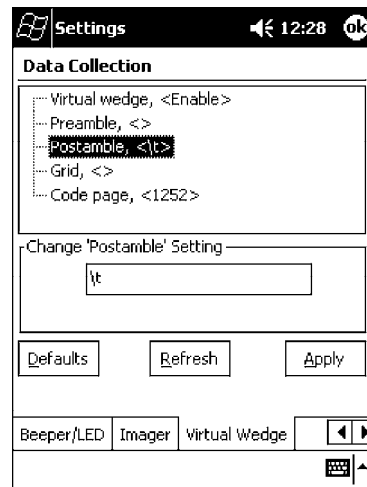 Settings 12:28 ok
Data Collection
Virtual wedge, <Enable>
Preamble, <>
Postamble, <\t>
Grid, <>
Code page, <1252>
Change 'Postamble' Setting
\t
Defaults Refresh Apply
Beeper/LED Imager Virtual Wedge